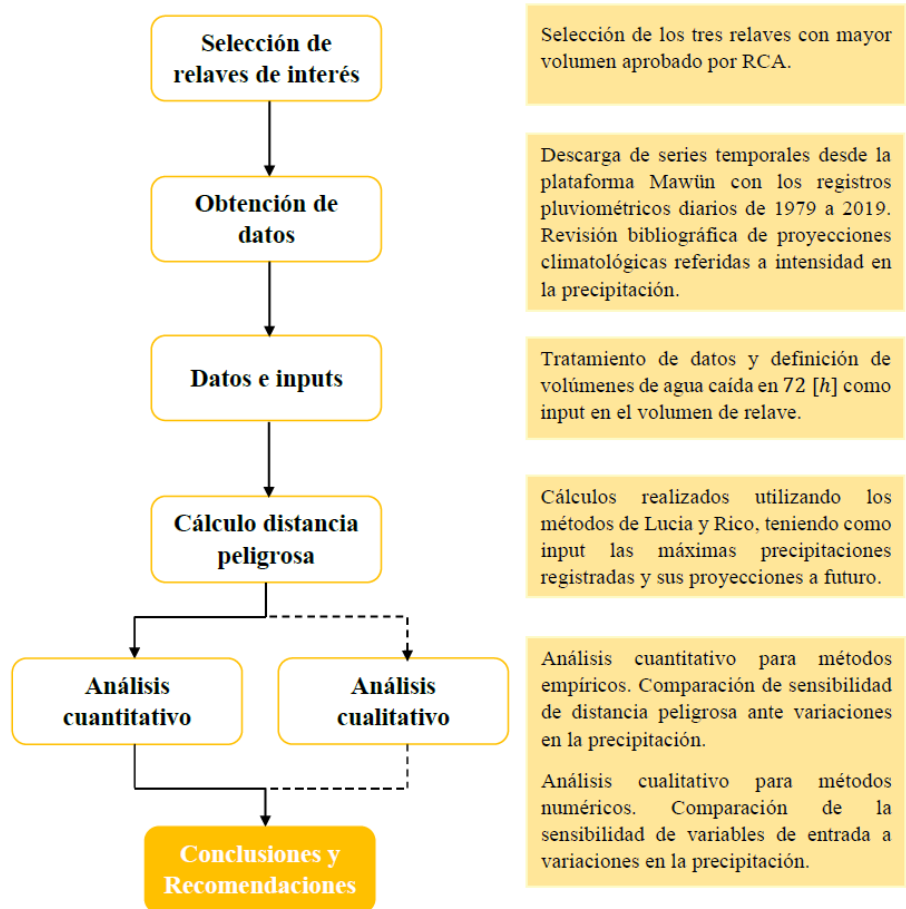 Selección de
relaves de interés
Selección de los tres relaves con mayor
volumen aprobado por RCA.
Obtención de
datos
Descarga de series temporales desde la
plataforma Mawün con los registros
pluviométricos diarios de 1979 a 2019.
Revisión bibliográfica de proyecciones
climatológicas referidas a intensidad en
la precipitación.
Datos e inputs
Tratamiento de datos y definición de
volúmenes de agua caída en 72 [h] como
input en el volumen de relave.
Cálculo distancia
peligrosa
Cálculos realizados utilizando los
métodos de Lucia y Rico, teniendo como
input las máximas precipitaciones
registradas y sus proyecciones a futuro.
Análisis
cuantitativo
Análisis
cualitativo
Análisis cuantitativo para métodos
empíricos. Comparación de sensibilidad
de distancia peligrosa ante variaciones
en la precipitación.
Análisis cualitativo para métodos
numéricos. Comparación de la
sensibilidad de variables de entrada a
variaciones en la precipitación.
Conclusiones y
Recomendaciones